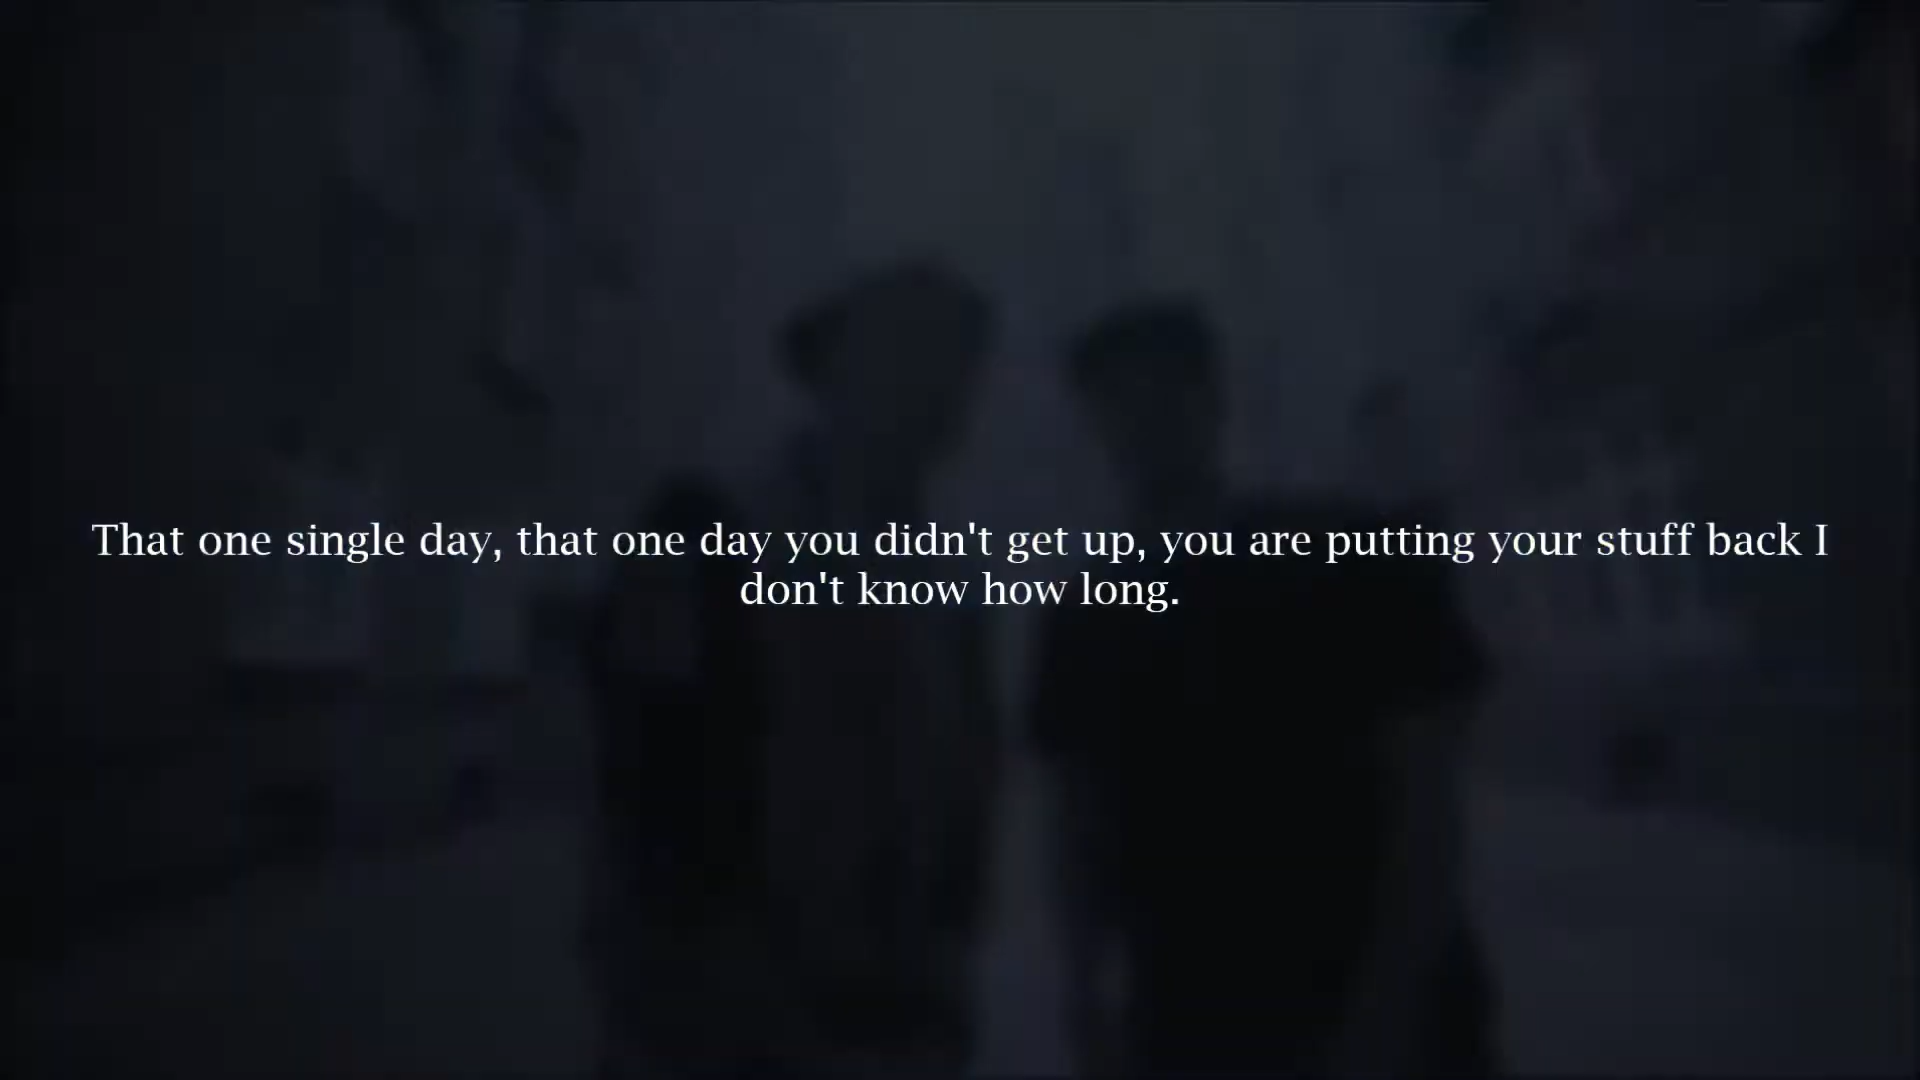 That one single day, that one day you didn't get up, you are putting your stuff back I
don't know how long.